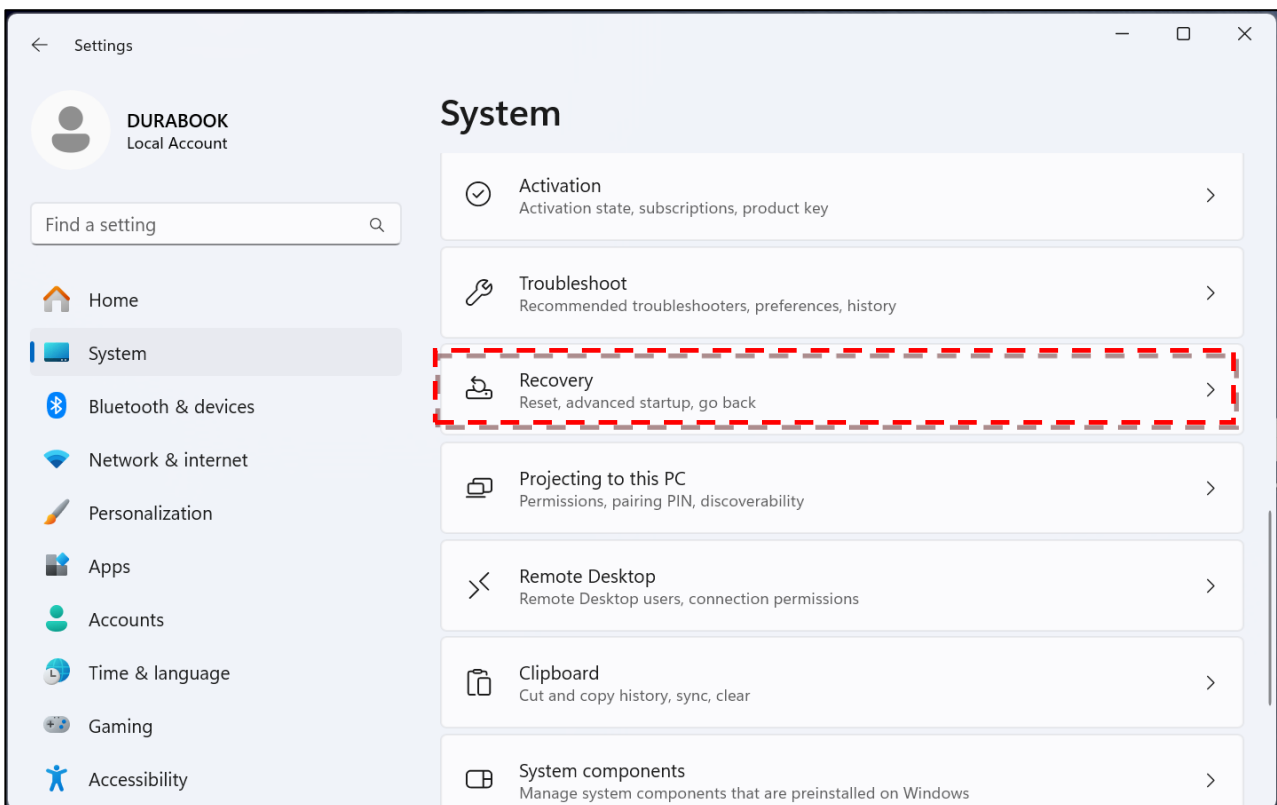 Settings
DURABOOK
Local Account
Find a setting
Home
System
Bluetooth & devices
Network & internet
Personalization
Apps
Accounts
Time & language
Gaming
Accessibility
System
Activation
Activation state, subscriptions, product key
Troubleshoot
Recommended troubleshooters, preferences, history
Recovery
Reset, advanced startup, go back
Projecting to this PC
Permissions, pairing PIN, discoverability
Remote Desktop
Remote Desktop users, connection permissions
Clipboard
Cut and copy history, sync, clear
System components
Manage system components that are preinstalled on Windows